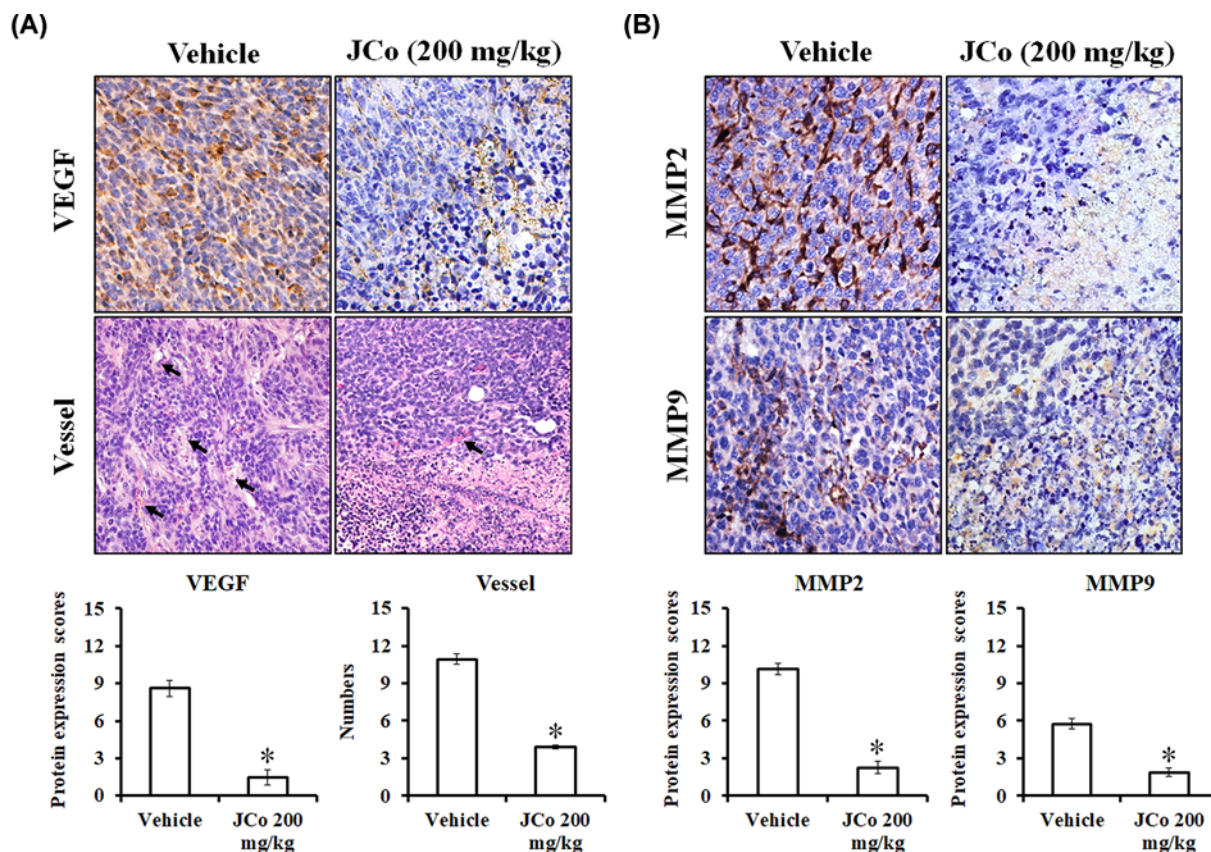 (A)
Vehicle
JCo (200 mg/kg)
VEGF
Vessel
VEGF
Protein expression scores
15
12
9
6
3
0
*
Vehicle
JCo 200
mg/kg
Vessel
Numbers
15
12
9
6
3
0
*
Vehicle
JCo 200
mg/kg
(B)
Vehicle
JCo (200 mg/kg)
MMP2
MMP9
MMP2
Protein expression scores
15
12
9
6
3
0
*
Vehicle
JCo 200
mg/kg
MMP9
Protein expression scores
15
12
9
6
3
0
*
Vehicle
JCo 200
mg/kg